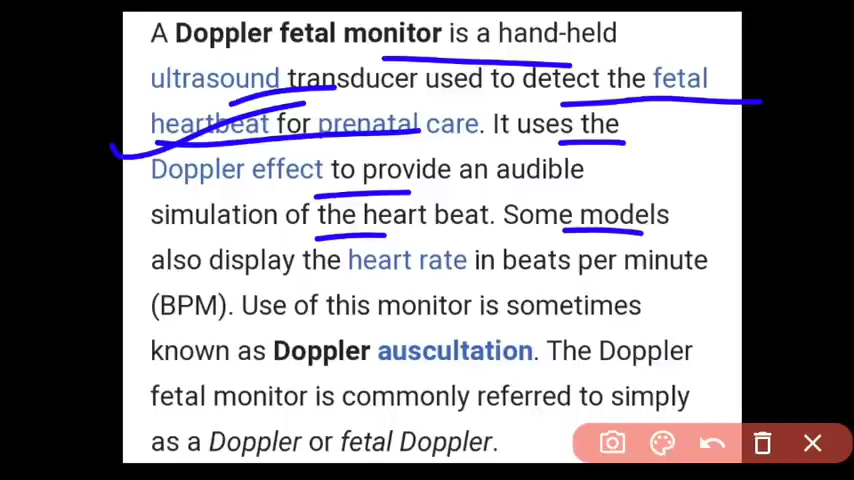 A Doppler fetal monitor is a hand-held
ultrasound transducer used to detect the fetal
heartbeat for prenatal care. It uses the
Doppler effect to provide an audible
simulation of the heart beat. Some models
also display the heart rate in beats per minute
(BPM). Use of this monitor is sometimes
known as Doppler auscultation. The Doppler
fetal monitor is commonly referred to simply
as a Doppler or fetal Doppler.